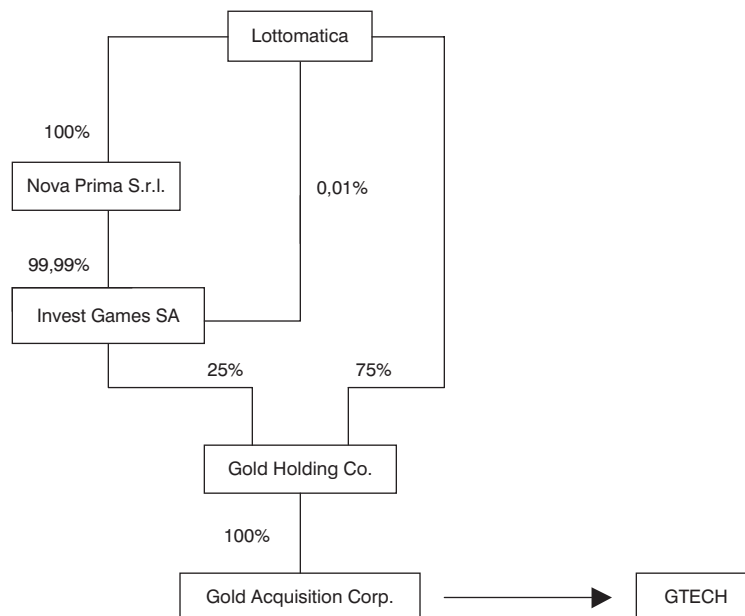 Lottomatica
100%
Nova Prima S.r.l.
0,01%
99,99%
Invest Games SA
25%
75%
Gold Holding Co.
100%
Gold Acquisition Corp.
GTECH